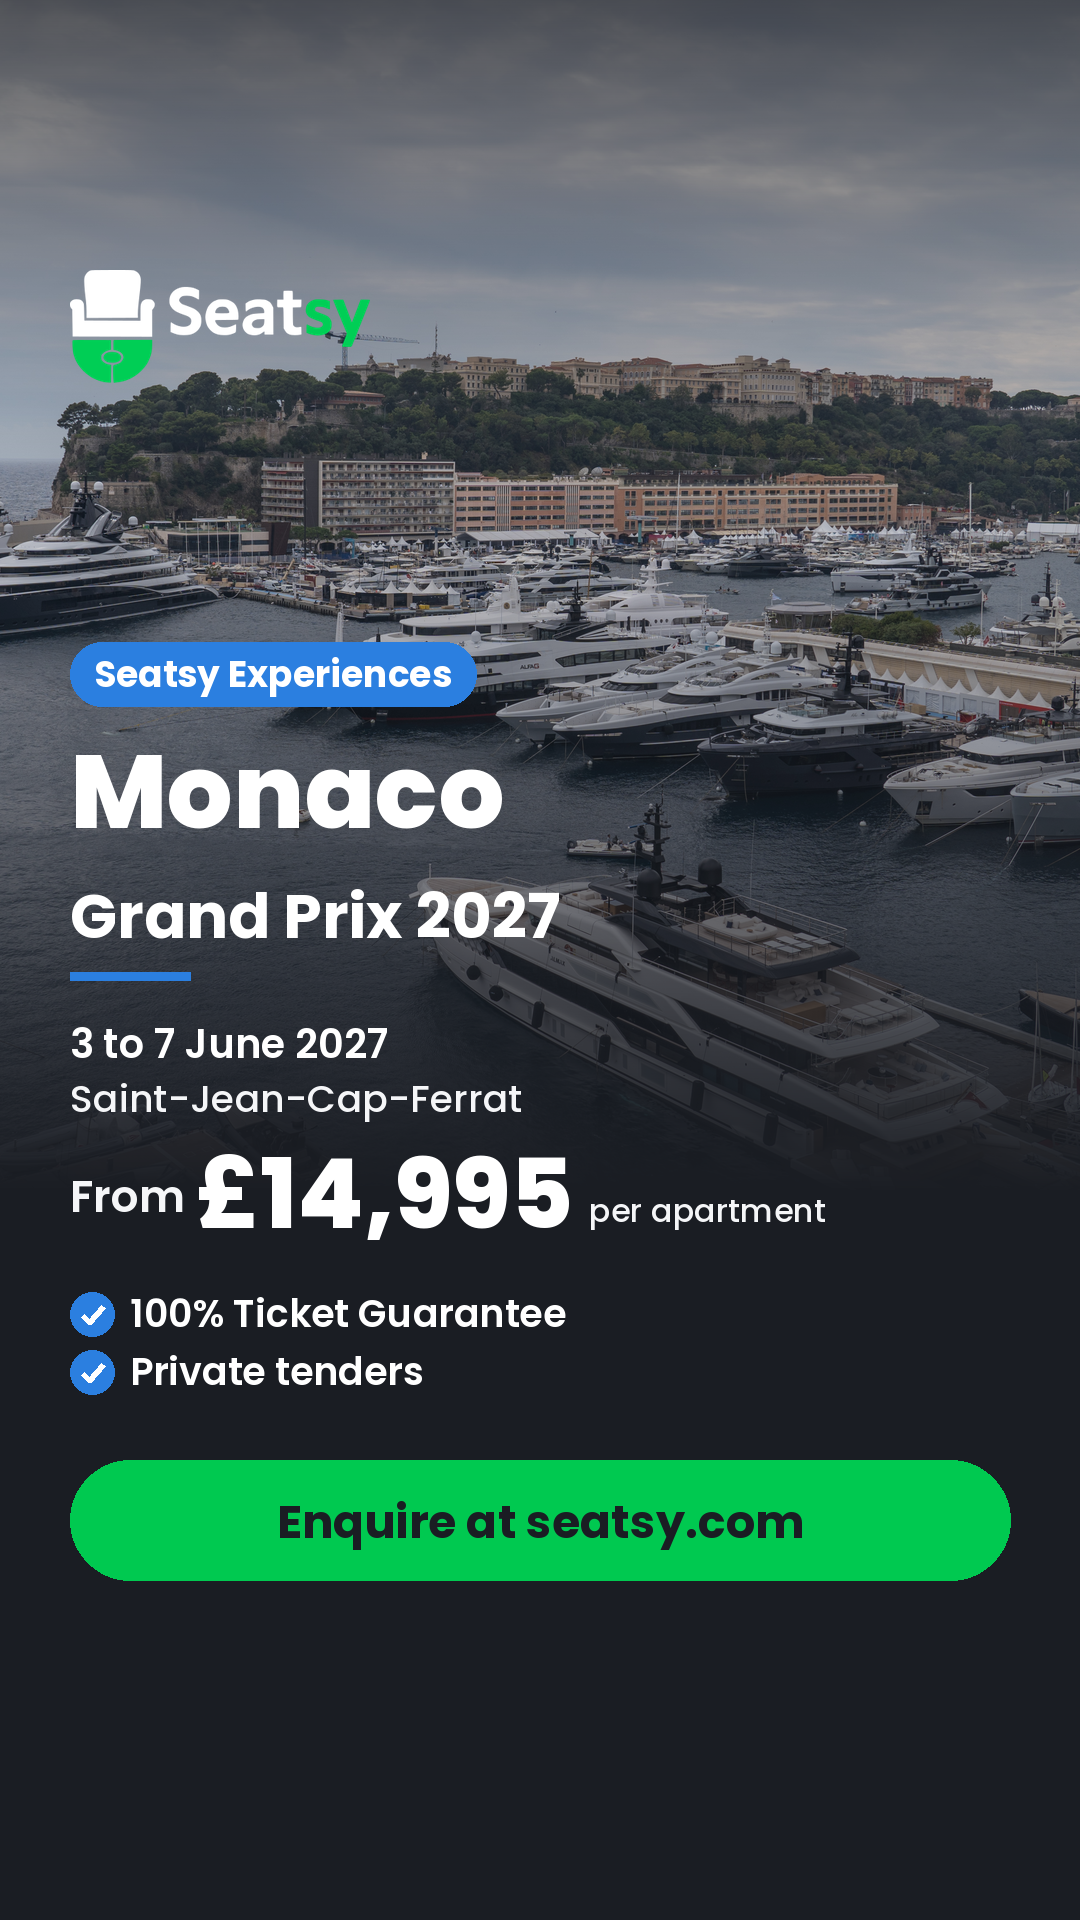 Seatsy
Seatsy Experiences
Monaco
Grand Prix 2027
3 to 7 June 2027
Saint-Jean-Cap-Ferrat
From £14,995 per apartment
100% Ticket Guarantee
Private tenders
Enquire at seatsy.com